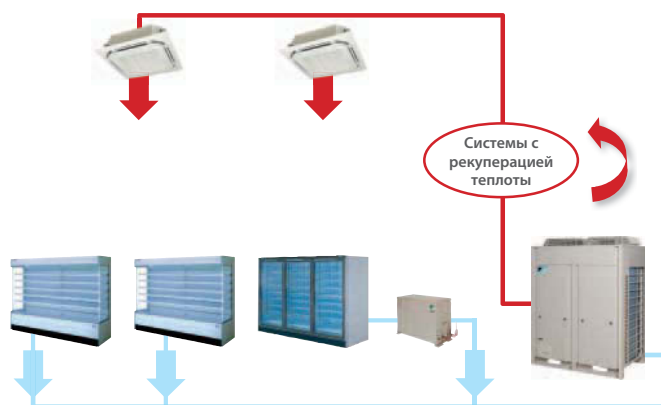 Системы с
рекуперацией
теплоты